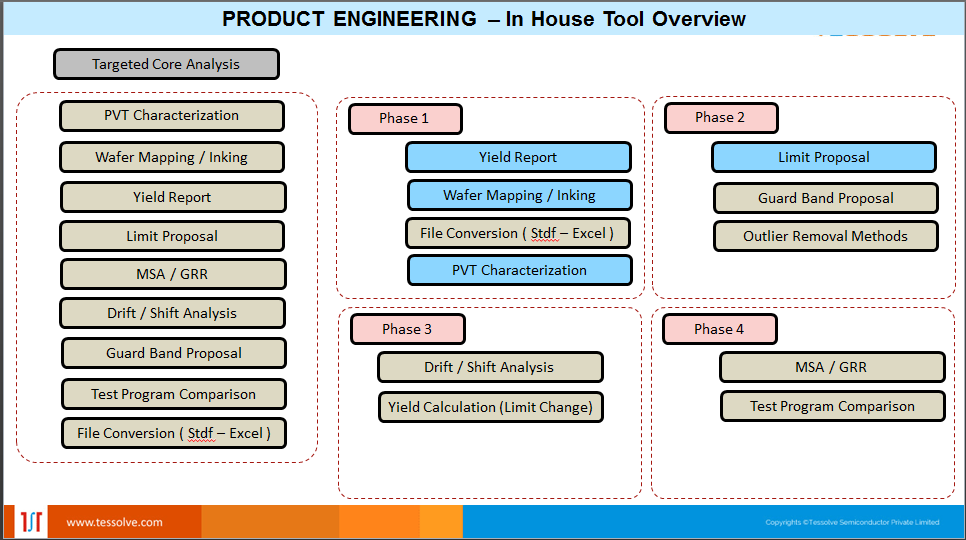 PRODUCT ENGINEERING – In House Tool Overview
Targeted Core Analysis
PVT Characterization
Wafer Mapping / Inking
Yield Report
Limit Proposal
MSA / GRR
Drift / Shift Analysis
Guard Band Proposal
Test Program Comparison
File Conversion ( Stdf – Excel )
Phase 1
Yield Report
Wafer Mapping / Inking
File Conversion ( Stdf – Excel )
PVT Characterization
Phase 2
Limit Proposal
Guard Band Proposal
Outlier Removal Methods
Phase 3
Drift / Shift Analysis
Yield Calculation (Limit Change)
Phase 4
MSA / GRR
Test Program Comparison
www.tessolve.com
Copyrights ©Tessolve Semiconductor Private Limited